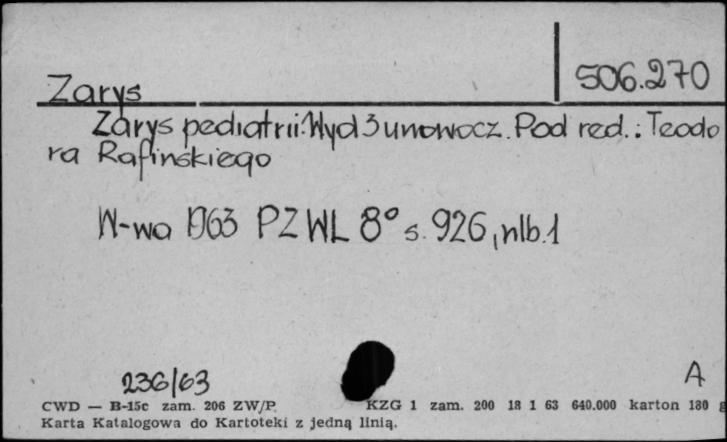 506.270
Zarys
Zarys pediatrii. Wyd 3 unowocz. Pod red.: Teodo
ra Rafińskiego
W-wa 1963 PZWL 8° s. 926, nlb. 1
236/63
A
CWD — B-15c zam. 206 ZW/P. KZG 1 zam. 200 18 1 63 640.000 karton 180 g
Karta Katalogowa do Kartoteki z jedną linią.